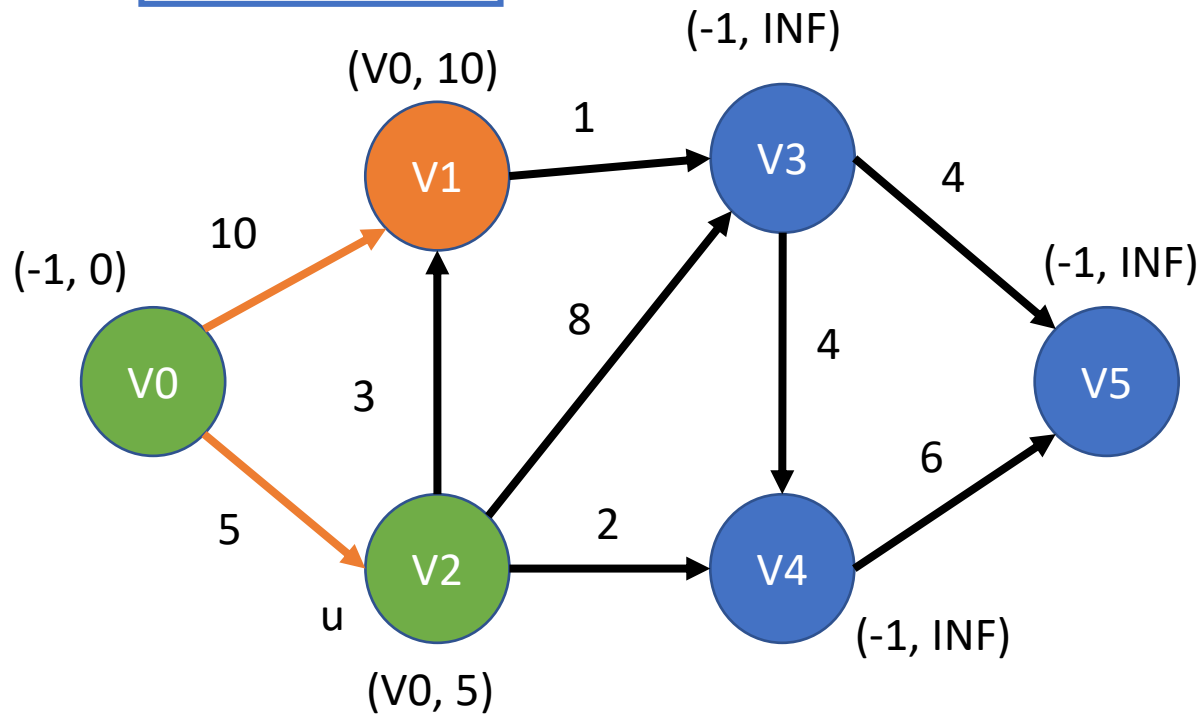 (-1, INF)
(V0, 10)
1
V3
4
V1
10
(-1, 0)
(-1, INF)
8
4
V0
V5
3
6
5
2
V2
V4
u
(-1, INF)
(V0, 5)